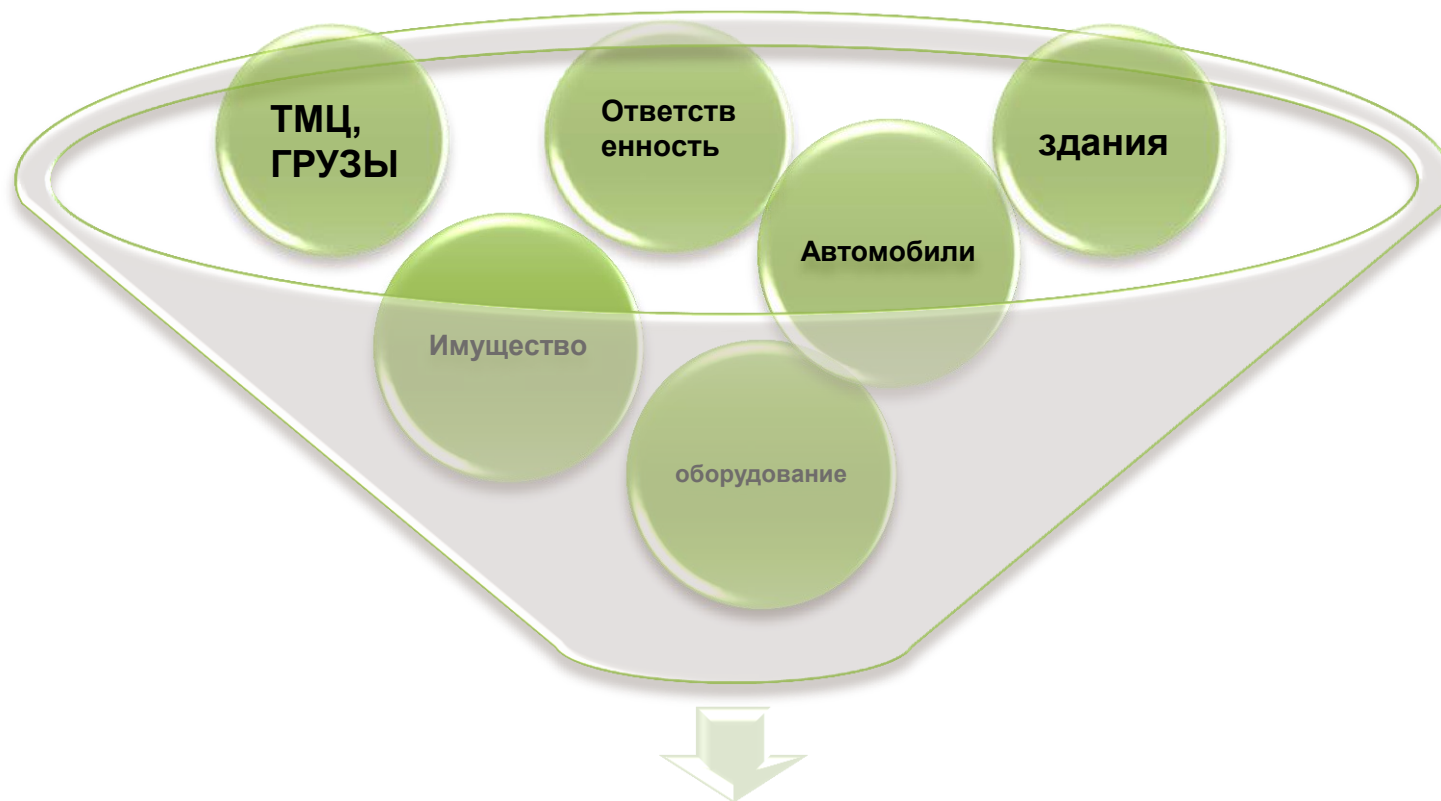 ТМЦ,
ГРУЗЫ
Ответств
енность
здания
Автомобили
Имущество
оборудование